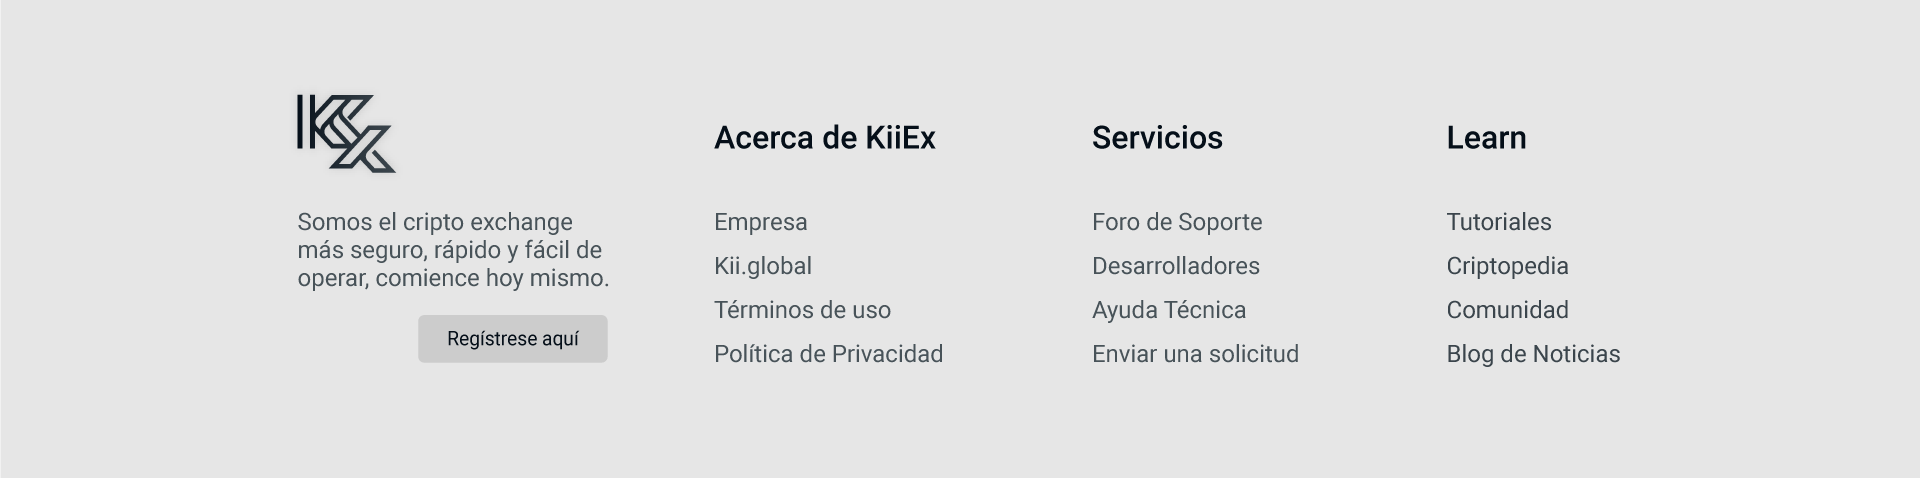 KEX
Somos el cripto exchange
más seguro, rápido y fácil de
operar, comience hoy mismo.
Regístrese aquí
Acerca de KiiEx
Empresa
Kii.global
Términos de uso
Política de Privacidad
Servicios
Foro de Soporte
Desarrolladores
Ayuda Técnica
Enviar una solicitud
Learn
Tutoriales
Criptopedia
Comunidad
Blog de Noticias